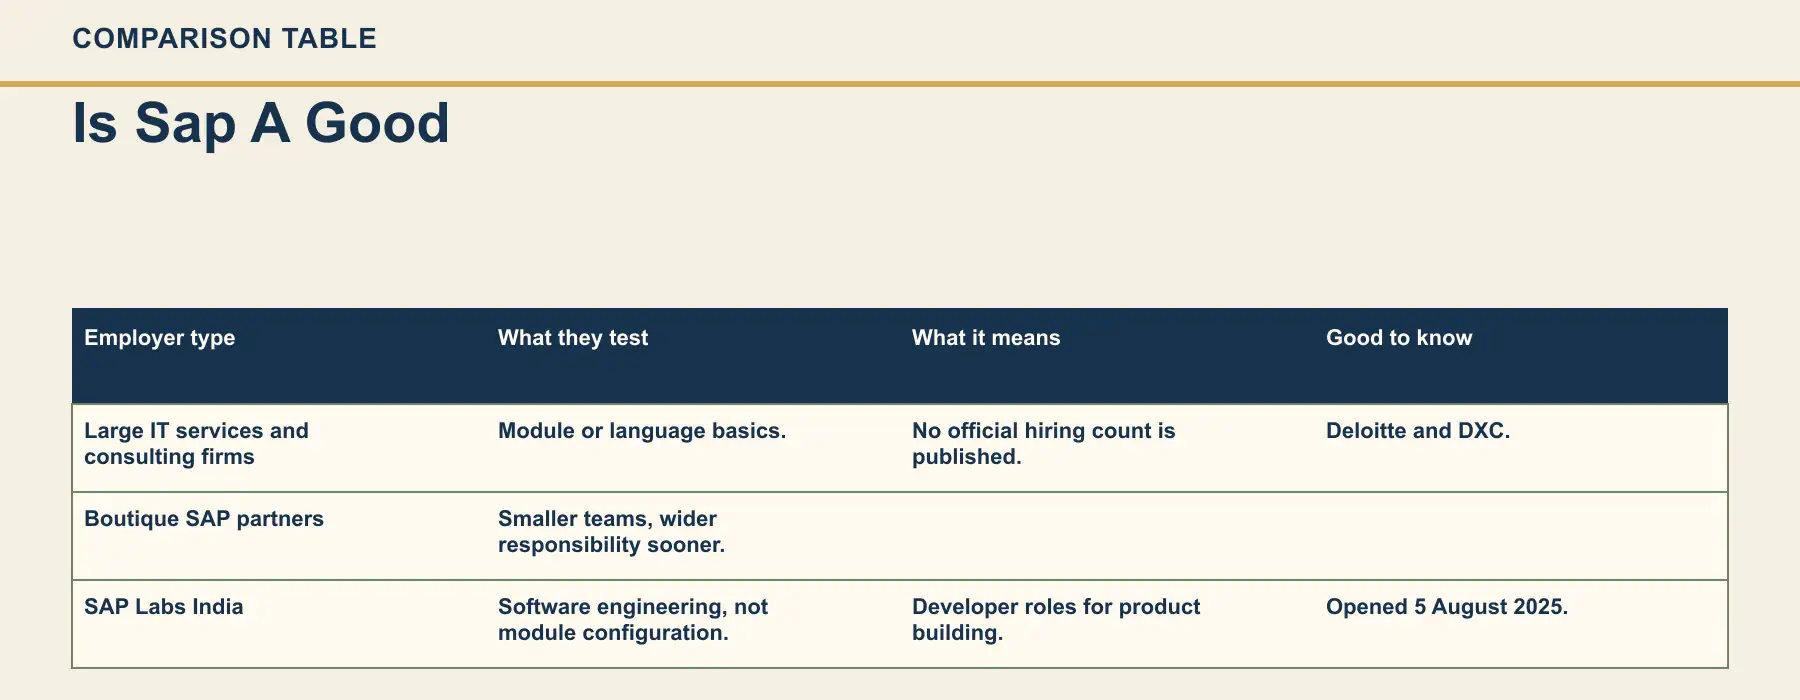 COMPARISON TABLE
Is Sap A Good
Employer type
What they test
What it means
Good to know
Large IT services and
consulting firms
Module or language basics.
No official hiring count is
published.
Deloitte and DXC.
Boutique SAP partners
Smaller teams, wider
responsibility sooner.
SAP Labs India
Software engineering, not
module configuration.
Developer roles for product
building.
Opened 5 August 2025.